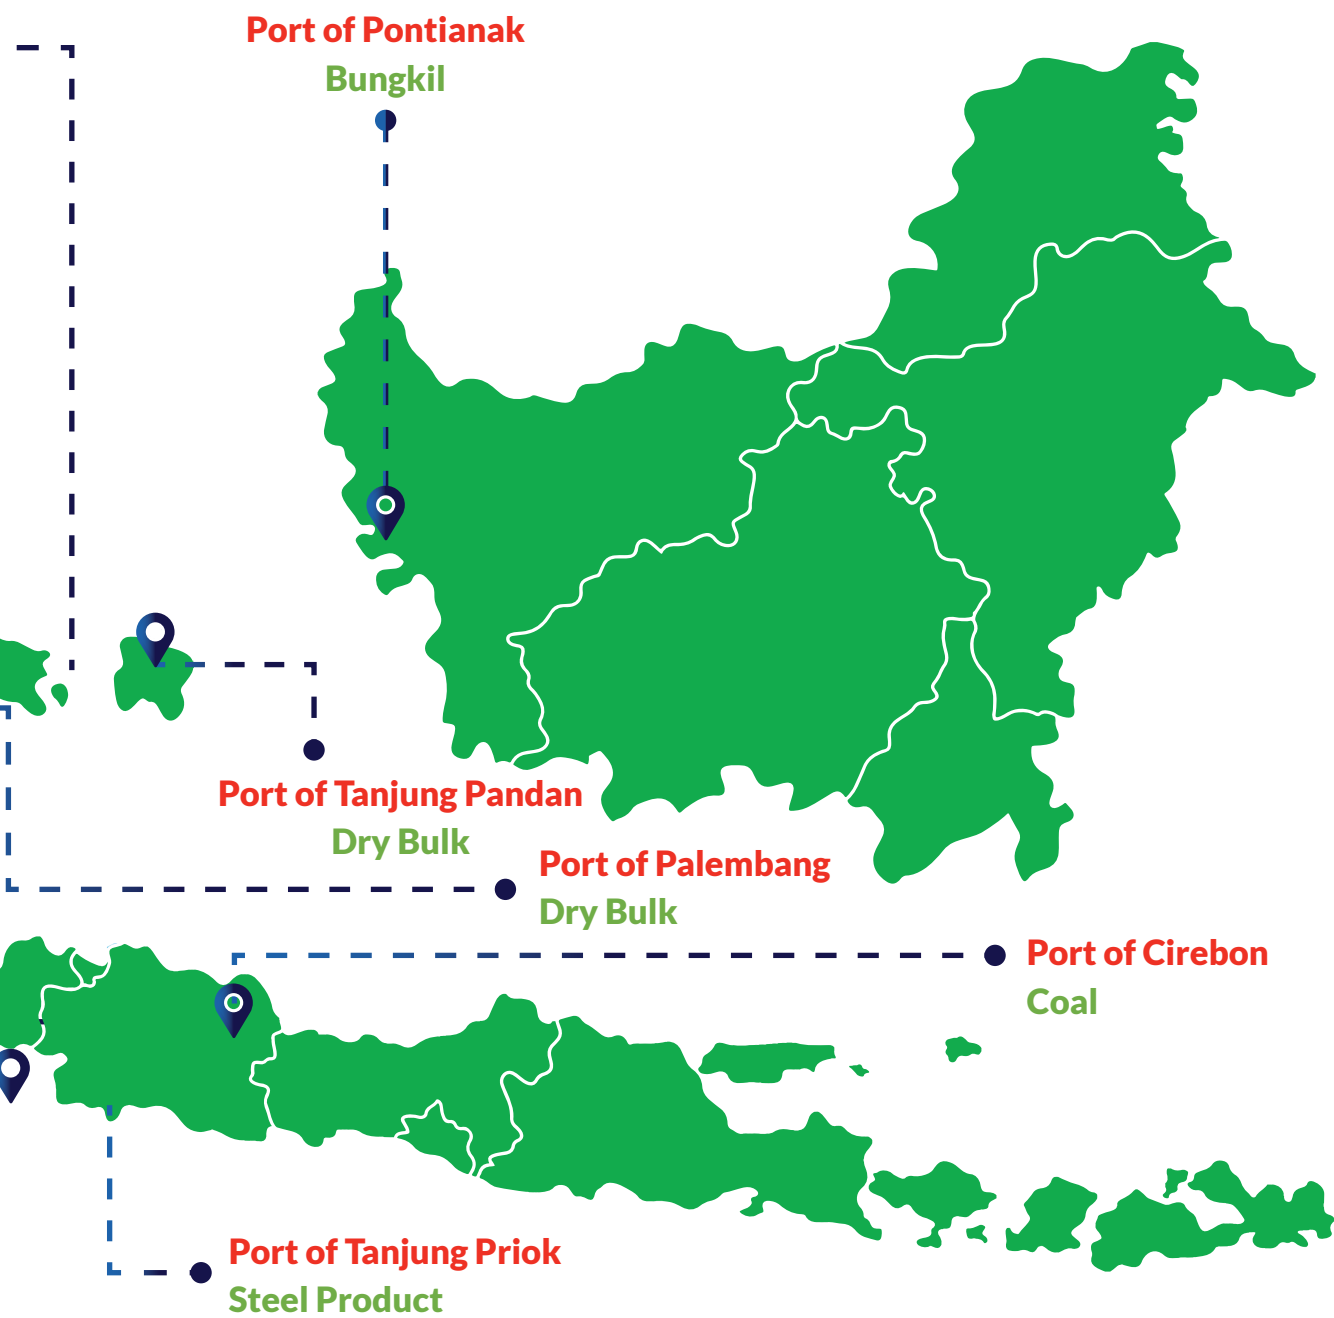 Port of Pontianak
Bungkil
Port of Tanjung Pandan
Dry Bulk
Port of Palembang
Dry Bulk
Port of Cirebon
Coal
Port of Tanjung Priok
Steel Product